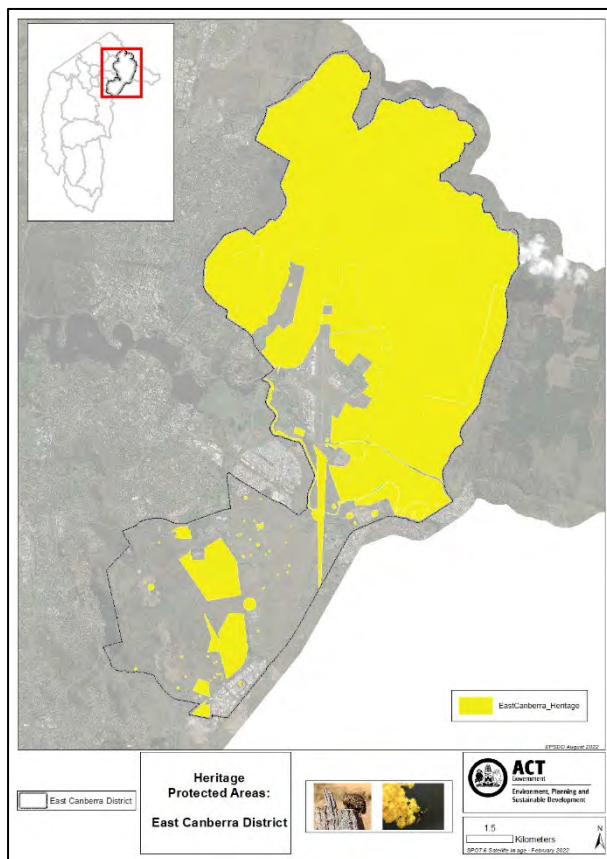 EastCanberra_Heritage
EPSDD August 2022
East Canberra District
Heritage
Protected Areas:
East Canberra District
ACT
Government
Environment, Planning and
Sustainable Development
1.5
Kilometers
N
SPOT 6 Satellite Image - February 2022